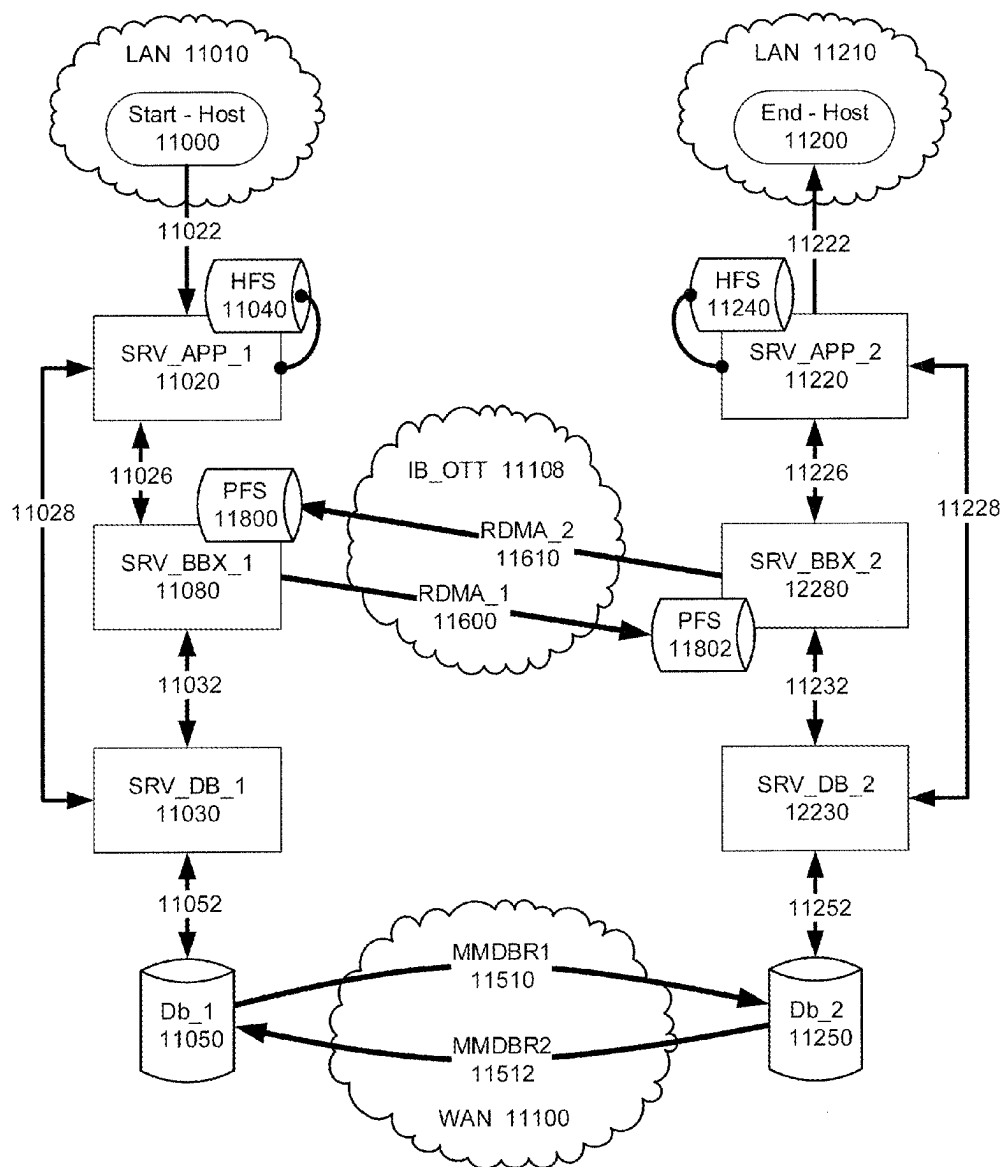 LAN 11010
Start - Host
11000
LAN 11210
End - Host
11200
11022
11222
HFS
11040
HFS
11240
SRV_APP_1
11020
SRV_APP_2
11220
11026
11028
IB_OTT 11108
11226
11228
PFS
11800
RDMA_2
11610
SRV_BBX_1
11080
SRV_BBX_2
12280
RDMA_1
11600
PFS
11802
11032
11232
SRV_DB_1
11030
SRV_DB_2
12230
11052
11252
MMDBR1
11510
Db_1
11050
Db_2
11250
MMDBR2
11512
WAN 11100